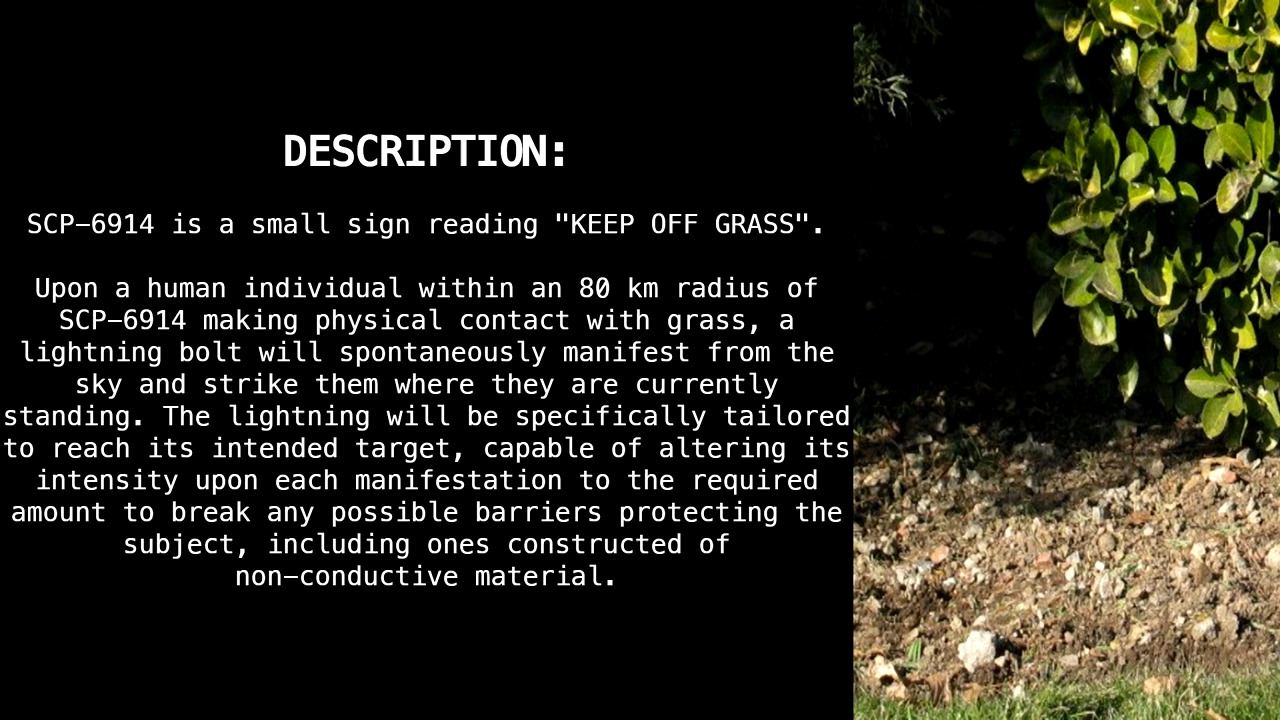 DESCRIPTION:
SCP-6914 is a small sign reading "KEEP OFF GRASS".
Upon a human individual within an 80 km radius of
SCP-6914 making physical contact with grass, a
lightning bolt will spontaneously manifest from the
sky and strike them where they are currently
standing. The lightning will be specifically tailored
to reach its intended target, capable of altering its
intensity upon each manifestation to the required
amount to break any possible barriers protecting the
subject, including ones constructed of
non-conductive material.